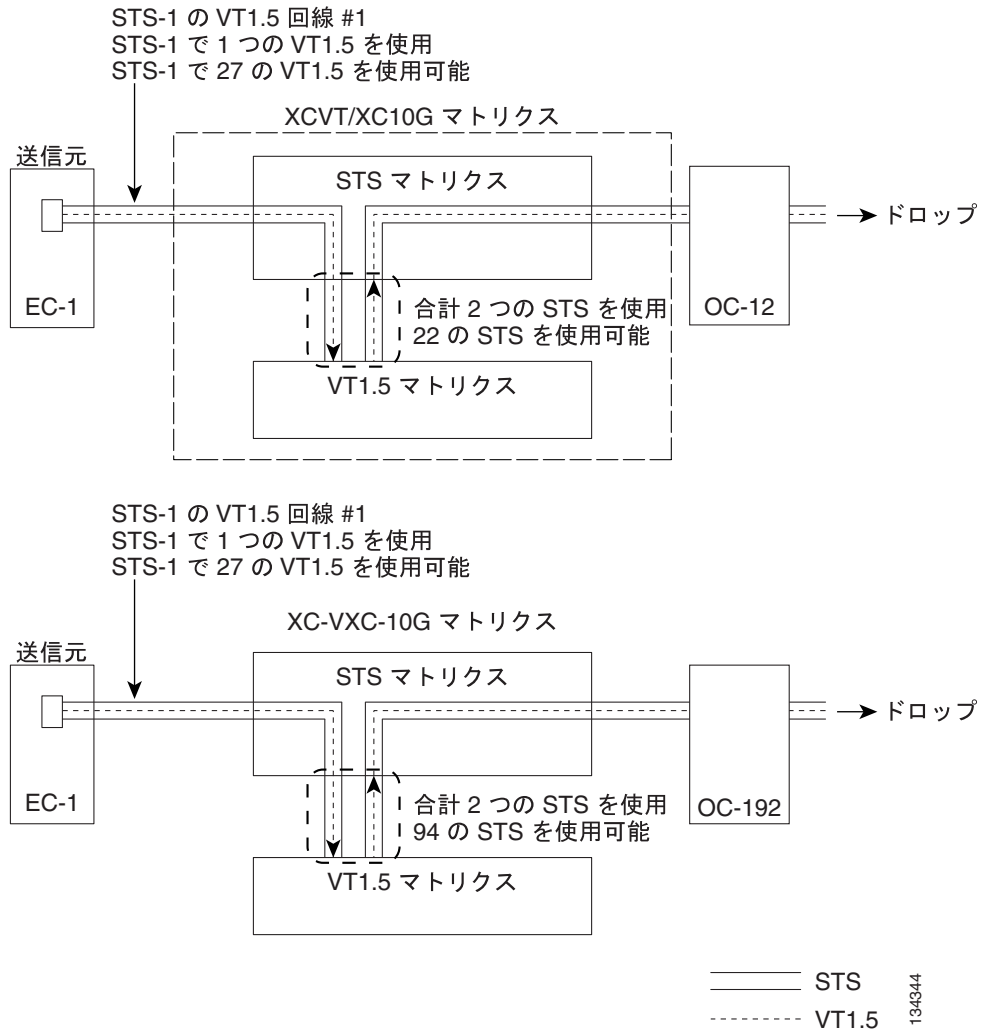 STS-1 の VT1.5 回線 #1
STS-1 で 1 つの VT1.5 を使用
STS-1 で 27 の VT1.5 を使用可能
XCVT/XC10G マトリクス
送信元
STS マトリクス
ドロップ
EC-1
合計 2 つの STS を使用
22 の STS を使用可能
OC-12
VT1.5 マトリクス
STS-1 の VT1.5 回線 #1
STS-1 で 1 つの VT1.5 を使用
STS-1 で 27 の VT1.5 を使用可能
XC-VXC-10G マトリクス
送信元
STS マトリクス
ドロップ
EC-1
合計 2 つの STS を使用
94 の STS を使用可能
OC-192
VT1.5 マトリクス
STS
VT1.5
134344